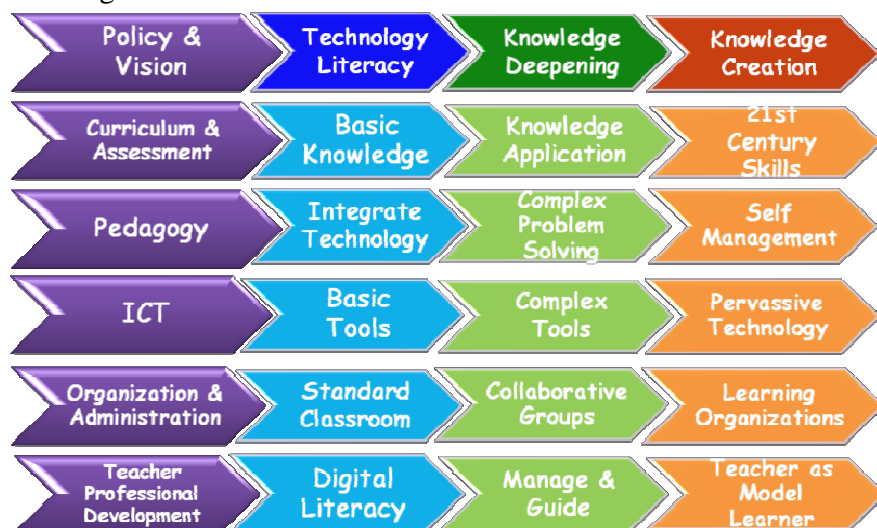 Policy &
Vision
Technology
Literacy
Knowledge
Deepening
Knowledge
Creation
Curriculum &
Assessment
Basic
Knowledge
Knowledge
Application
21st
Century
Skills
Pedagogy
Integrate
Technology
Complex
Problem
Solving
Self
Management
ICT
Basic
Tools
Complex
Tools
Pervassive
Technology
Organization &
Administration
Standard
Classroom
Collaborative
Groups
Learning
Organizations
Teacher
Professional
Development
Digital
Literacy
Manage &
Guide
Teacher as
Model
Learner